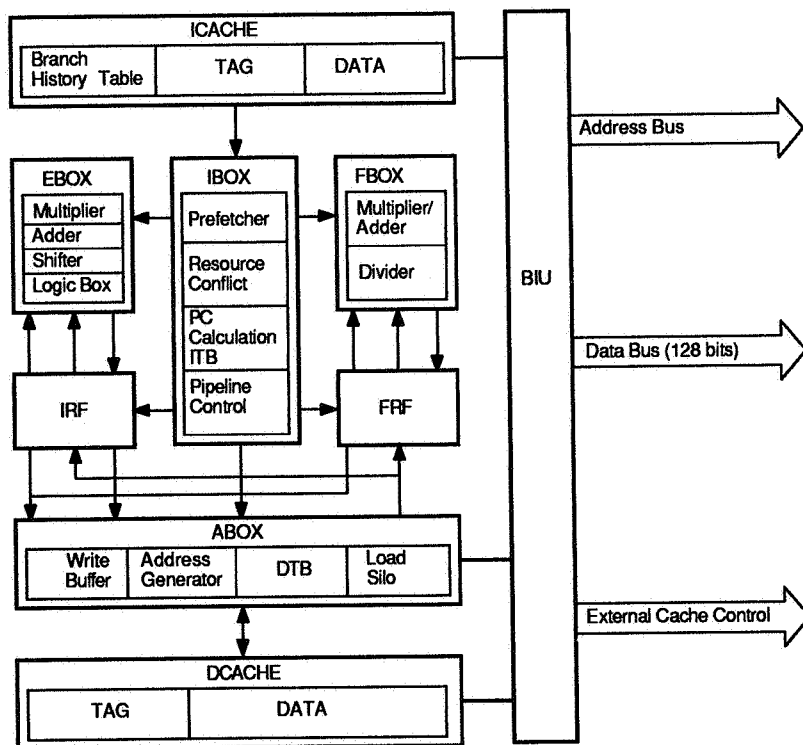 ICACHE
Branch
History Table
TAG
DATA
BIU
Address Bus
Data Bus (128 bits)
External Cache Control
EBOX
Multiplier
Adder
Shifter
Logic Box
IBOX
Prefetcher
Resource
Conflict
PC
Calculation
ITB
Pipeline
Control
FBOX
Multiplier/
Adder
Divider
IRF
FRF
ABOX
Write
Buffer
Address
Generator
DTB
Load
Silo
DCACHE
TAG
DATA